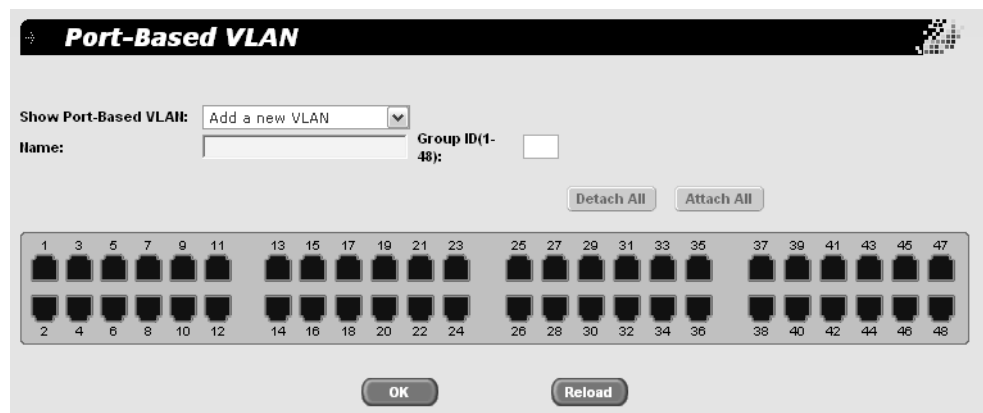 Port-Based VLAN
Show Port-Based VLAN: Add a new VLAN
Name: Group ID(1-
48):
Detach All Attach All
1 3 5 7 9 11 13 15 17 19 21 23 25 27 29 31 33 35 37 39 41 43 45 47
2 4 6 8 10 12 14 16 18 20 22 24 26 28 30 32 34 36 38 40 42 44 46 48
OK Reload